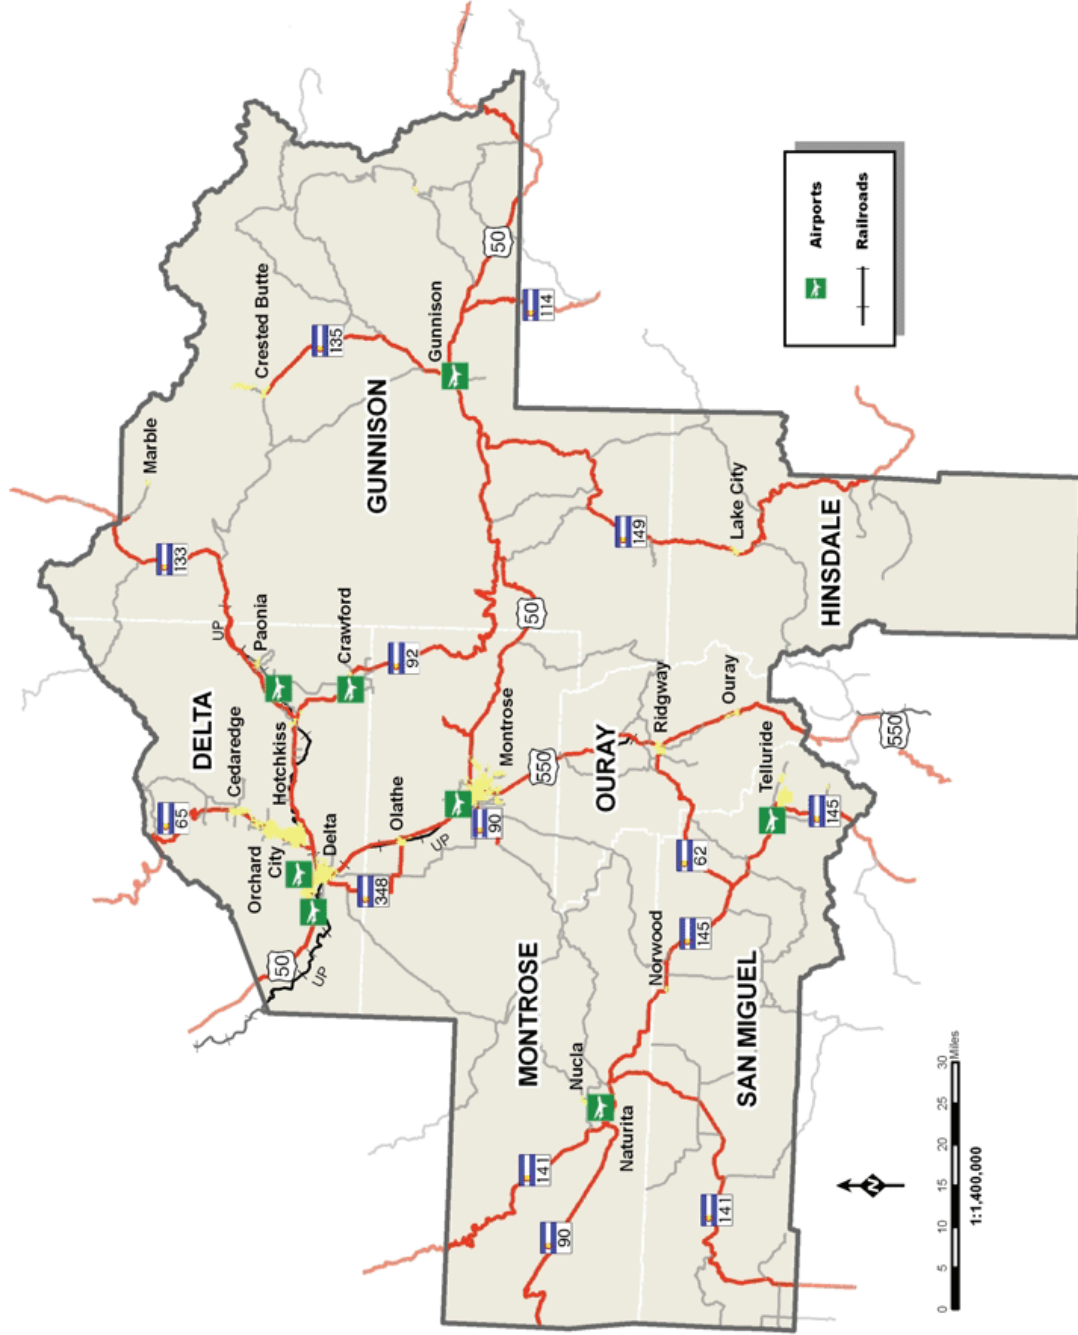 Marble
133
65
DELTA
UP
Cedaredge
Orchard
City
Paonia
Crested Butte
Hotchkiss
50
UP
Delta
135
Crawford
348
GUNNISON
Olathe
92
Gunnison
UP
90
50
Montrose
MONTROSE
50
141
550
114
90
Nucla
OURAY
Naturita
149
Norwood
Ridgway
62
145
141
Ouray
Lake City
SAN MIGUEL
Telluride
145
HINSDALE
550
Airports
Railroads
N
0 5 10 15 20 25 30
Miles
1:1,400,000